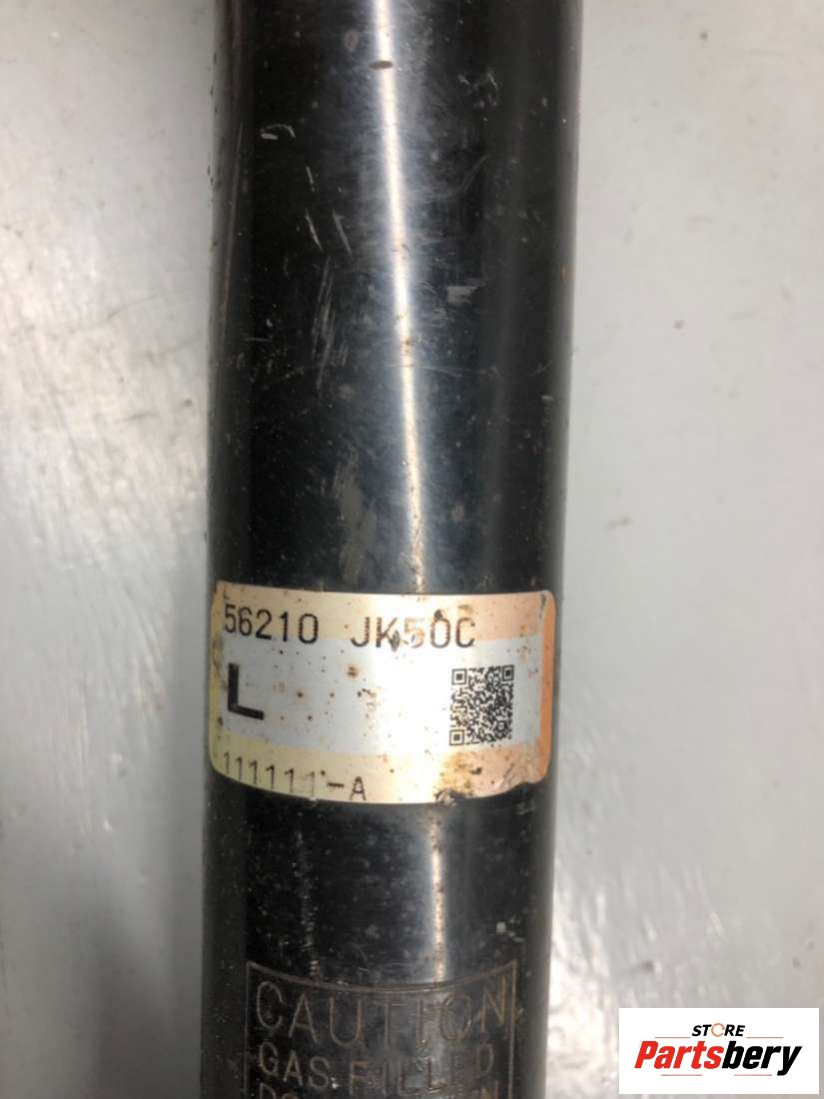 56210 JK50C
L
111111-A
CAUTION
GAS FILLED
STORE
Partsbery